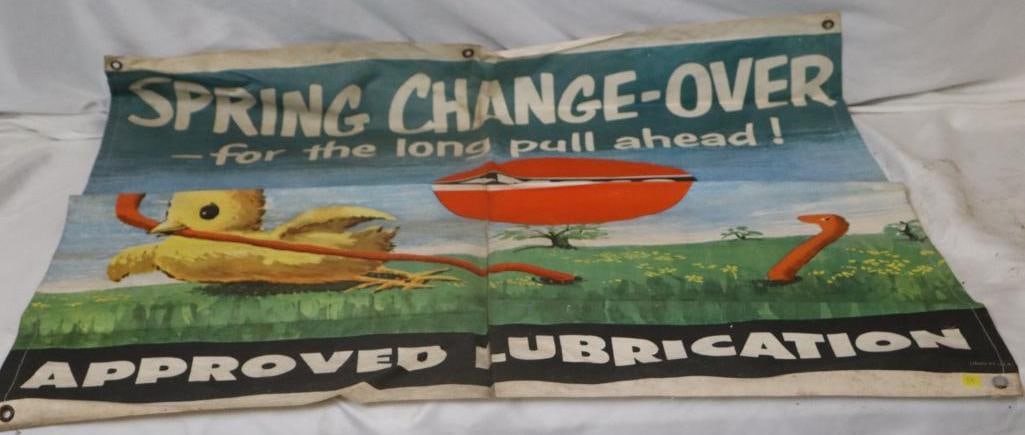 SPRING CHANGE-OVER
—for the long pull ahead!
APPROVED LUBRICATION